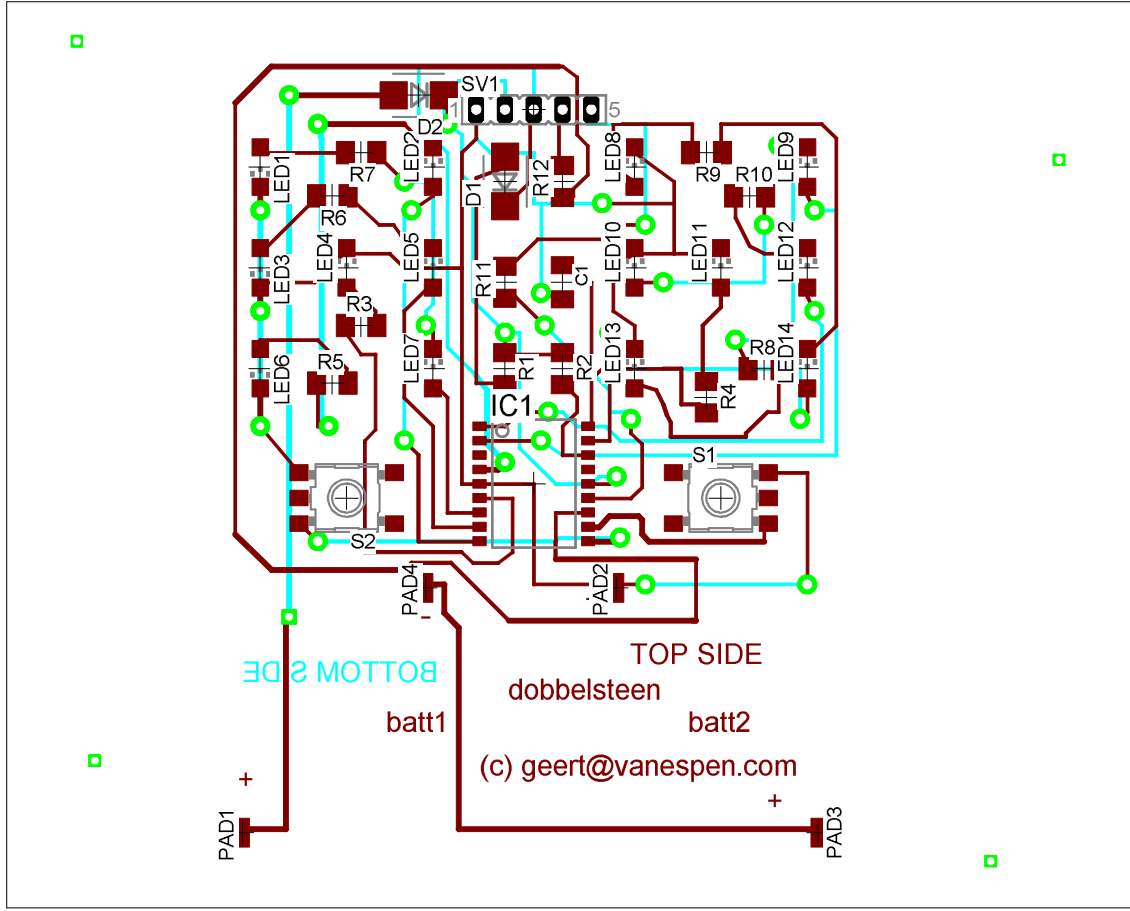 SV1
1
5
D2
LED1
R7
LED2
D1
R12
LED8
R9
R10
LED9
R6
LED3
LED4
LED5
R11
C1
LED10
LED11
LED12
R3
LED6
R5
LED7
R1
R2
LED13
R4
R8
LED14
IC1
S1
S2
PAD4
-
PAD2
-
TOP SIDE
BOTTOM SIDE
dobbelsteen
batt1
batt2
(c) geert@vanespen.com
+
+
PAD1
PAD3